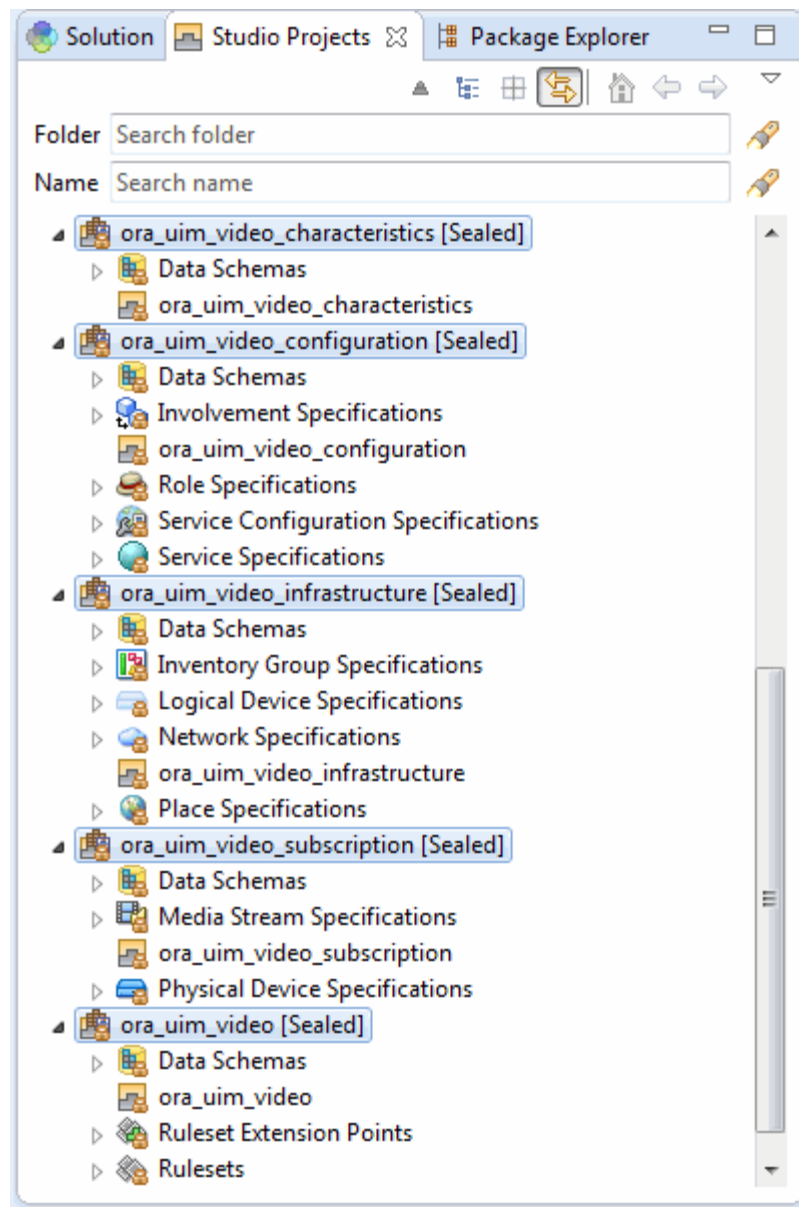 Solution Studio Projects Package Explorer
Folder Search folder
Name Search name
ora_uim_video_characteristics [Sealed]
Data Schemas
ora_uim_video_characteristics
ora_uim_video_configuration [Sealed]
Data Schemas
Involvement Specifications
ora_uim_video_configuration
Role Specifications
Service Configuration Specifications
Service Specifications
ora_uim_video_infrastructure [Sealed]
Data Schemas
Inventory Group Specifications
Logical Device Specifications
Network Specifications
ora_uim_video_infrastructure
Place Specifications
ora_uim_video_subscription [Sealed]
Data Schemas
Media Stream Specifications
ora_uim_video_subscription
Physical Device Specifications
ora_uim_video [Sealed]
Data Schemas
ora_uim_video
Ruleset Extension Points
Rulesets